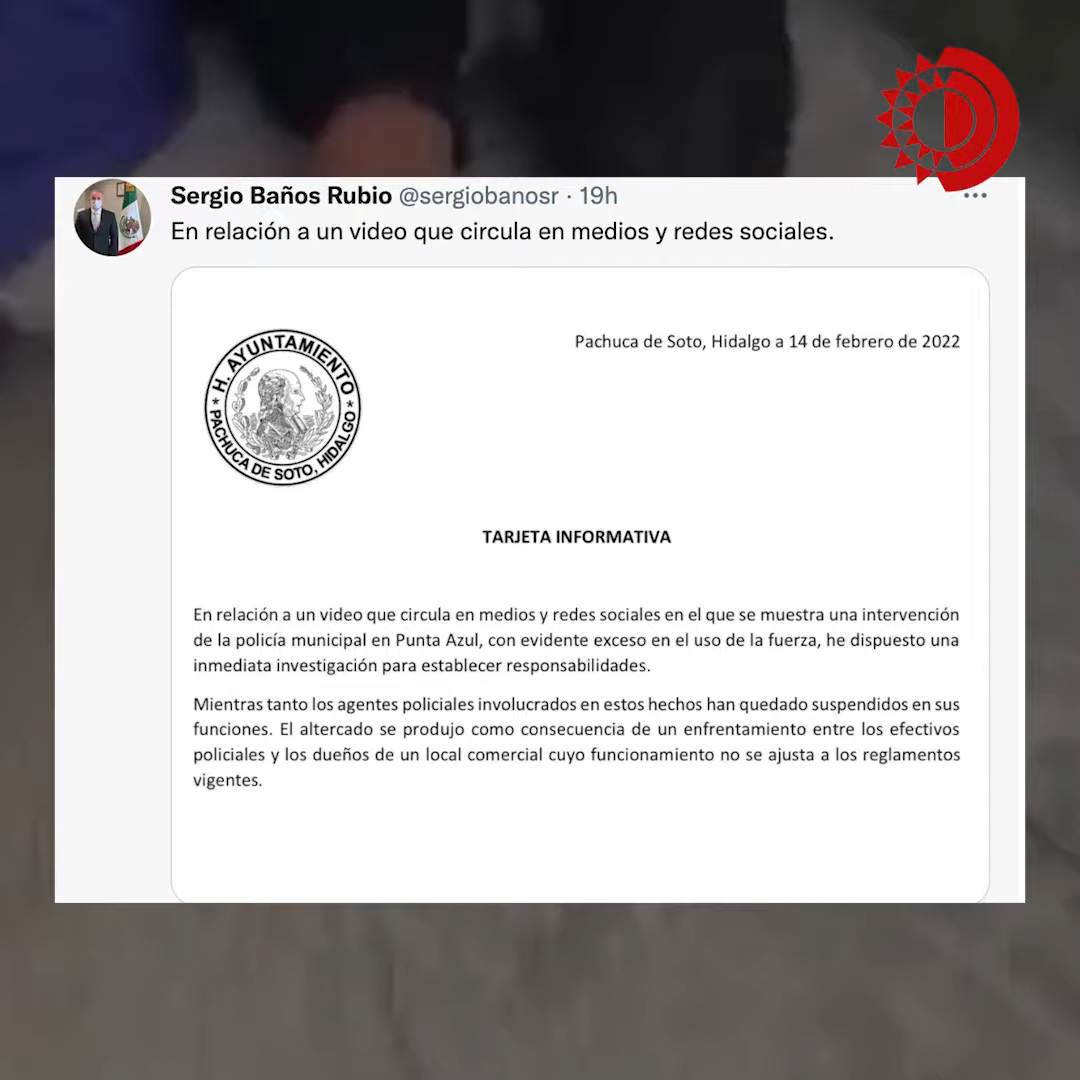 Sergio Baños Rubio @sergiobanosr · 19h
En relación a un video que circula en medios y redes sociales.
Pachuca de Soto, Hidalgo a 14 de febrero de 2022
* H. AYUNTAMIENTO *
PACHUCA DE SOTO, HIDALGO
TARJETA INFORMATIVA
En relación a un video que circula en medios y redes sociales en el que se muestra una intervención
de la policía municipal en Punta Azul, con evidente exceso en el uso de la fuerza, he dispuesto una
inmediata investigación para establecer responsabilidades.
Mientras tanto los agentes policiales involucrados en estos hechos han quedado suspendidos en sus
funciones. El altercado se produjo como consecuencia de un enfrentamiento entre los efectivos
policiales y los dueños de un local comercial cuyo funcionamiento no se ajusta a los reglamentos
vigentes.